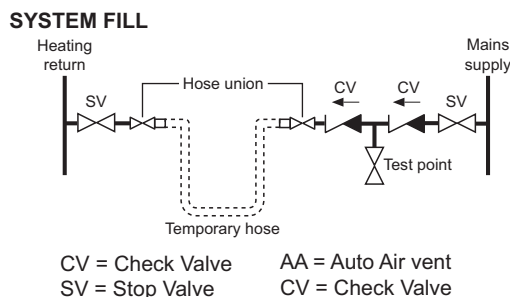 SYSTEM FILL
Heating
return
Mains
supply
SV
Hose union
CV
CV
SV
Test point
Temporary hose
CV = Check Valve
SV = Stop Valve
AA = Auto Air vent
CV = Check Valve